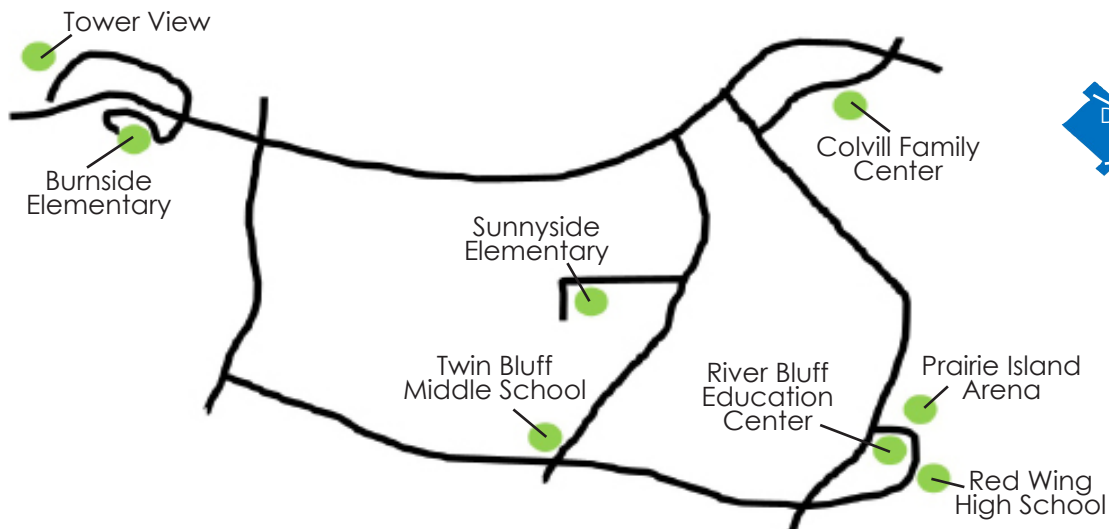 Tower View
Burnside
Elementary
Colvill Family
Center
Sunnyside
Elementary
Twin Bluff
Middle School
River Bluff
Education
Center
Prairie Island
Arena
Red Wing
High School